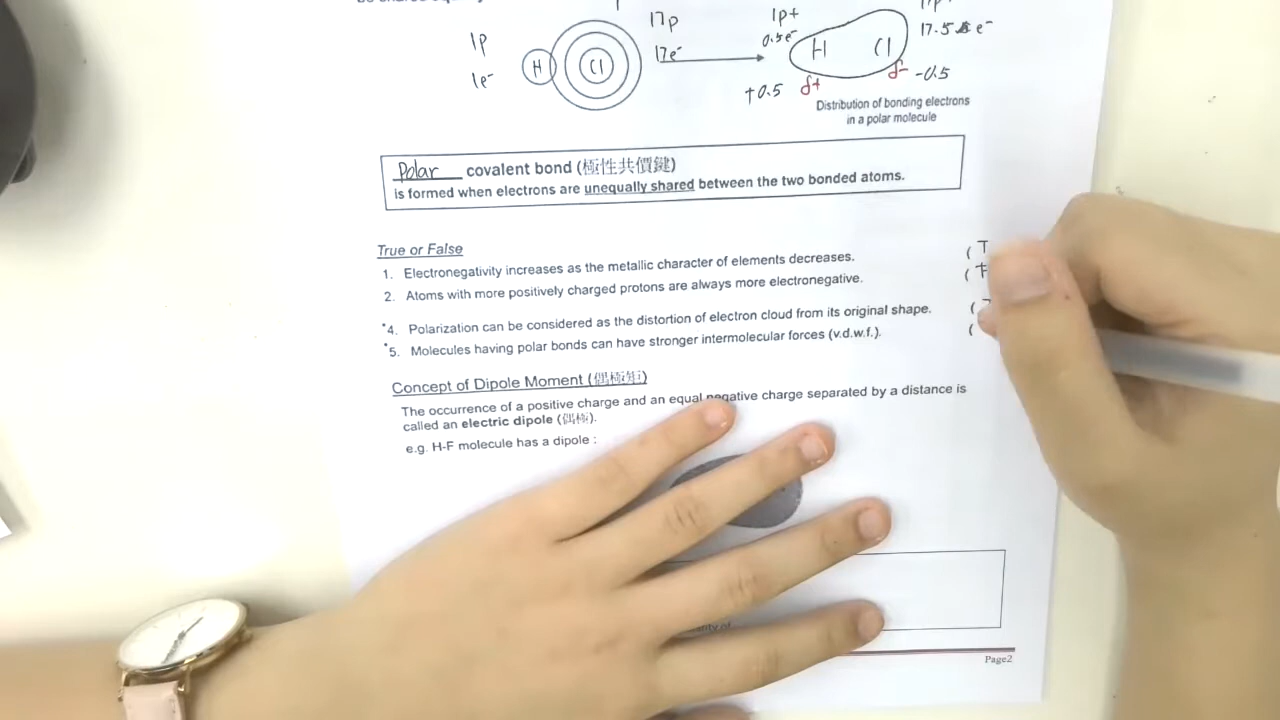 17p
1p+
1p
17e-
0.5e-
H Cl
17.5 e-
1e-
H Cl
δ- -0.5
+0.5 δ+
Distribution of bonding electrons
in a polar molecule
Polar covalent bond (極性共價鍵)
is formed when electrons are unequally shared between the two bonded atoms.
True or False
1. Electronegativity increases as the metallic character of elements decreases. ( T
2. Atoms with more positively charged protons are always more electronegative. ( F
*4. Polarization can be considered as the distortion of electron cloud from its original shape. (
*5. Molecules having polar bonds can have stronger intermolecular forces (v.d.w.f.). (
Concept of Dipole Moment (偶極矩)
The occurrence of a positive charge and an equal negative charge separated by a distance is
called an electric dipole (偶極).
e.g. H-F molecule has a dipole :
of
Page2